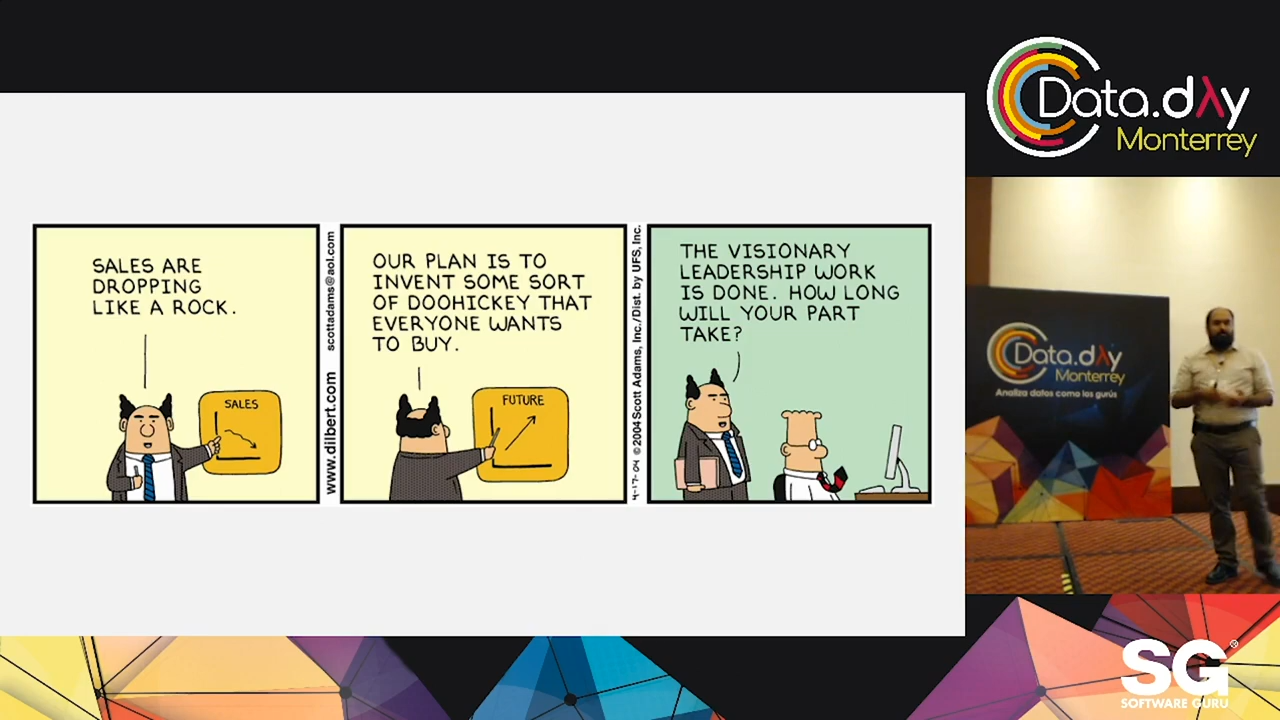 SALES ARE
DROPPING
LIKE A ROCK.
SALES
www.dilbert.com scottadams@aol.com
OUR PLAN IS TO
INVENT SOME SORT
OF DOOHICKEY THAT
EVERYONE WANTS
TO BUY.
FUTURE
4-17-04 ©2004 Scott Adams, Inc./Dist. by UFS, Inc.
THE VISIONARY
LEADERSHIP WORK
IS DONE. HOW LONG
WILL YOUR PART
TAKE?
Data.dλy
Monterrey
Data.dλy
Monterrey
Analiza datos como los gurús
SG®
SOFTWARE GURU